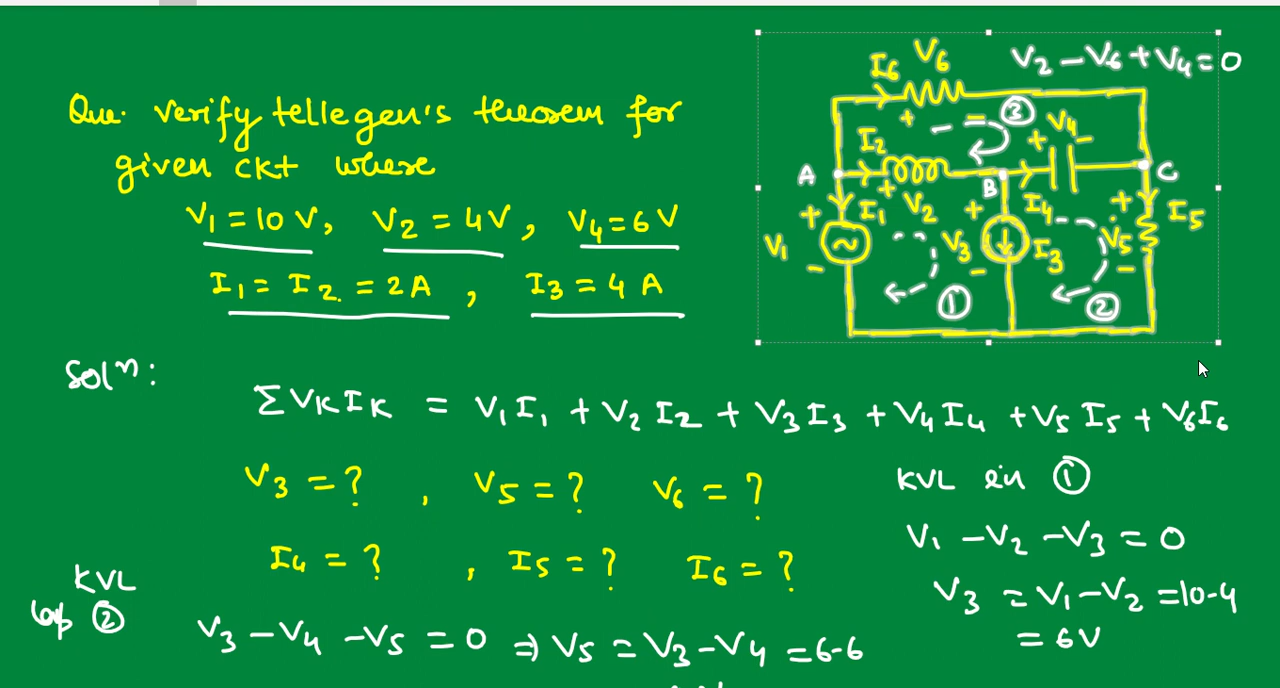 Que. verify tellegen's theorem for
given ckt where
V1 = 10 V, V2 = 4V, V4 = 6 V
I1 = I2 = 2A, I3 = 4 A
I6 V6
V2 - V6 + V4 = 0
+ - ③
I2 V4
+ -
A B C
+ V2
+ I1 + I4 + I5
V1 V3 I3 V5
- - -
① ②
Soln:
ΣVKIK = V1I1 + V2I2 + V3I3 + V4I4 + V5I5 + V6I6
V3 = ?, V5 = ? V6 = ?
I4 = ?, I5 = ? I6 = ?
KVL in ①
V1 - V2 - V3 = 0
V3 = V1 - V2 = 10-4
= 6V
KVL
loop ②
V3 - V4 - V5 = 0 ⇒ V5 = V3 - V4 = 6-6